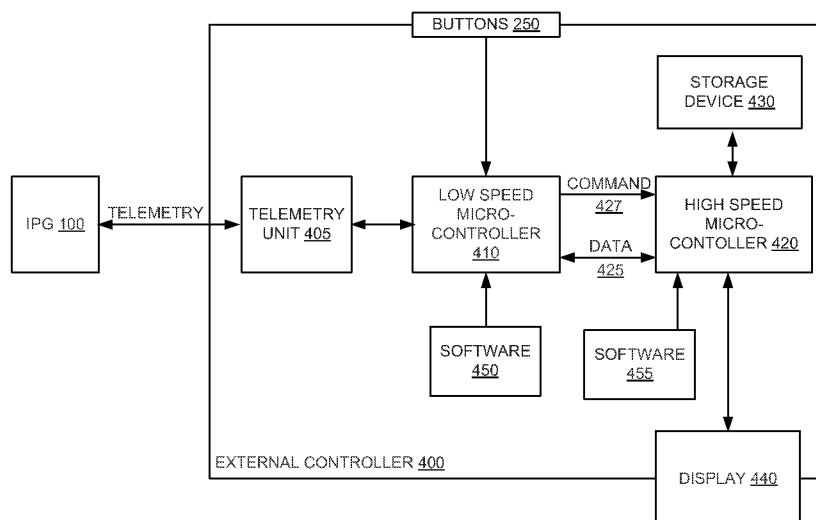 BUTTONS 250
STORAGE
DEVICE 430
IPG 100
TELEMETRY
TELEMETRY
UNIT 405
LOW SPEED
MICRO-
CONTROLLER
410
COMMAND
427
DATA
425
HIGH SPEED
MICRO-
CONTOLLER 420
SOFTWARE
450
SOFTWARE
455
EXTERNAL CONTROLLER 400
DISPLAY 440